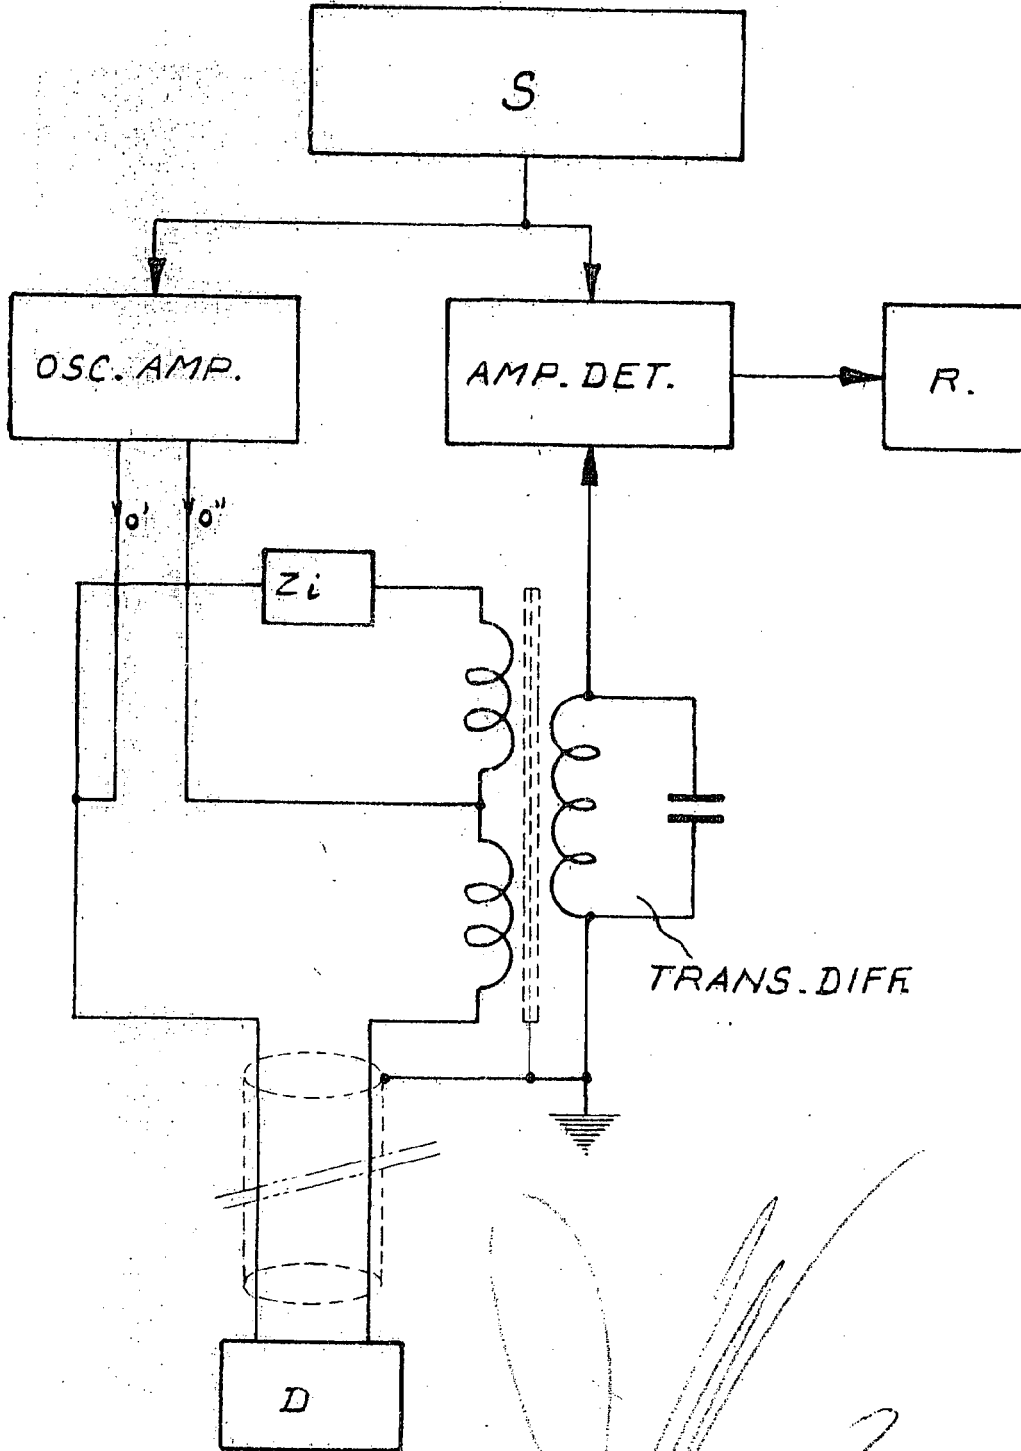 S
OSC. AMP.
AMP. DET.
R.
o' o"
Zi
TRANS. DIFF.
D